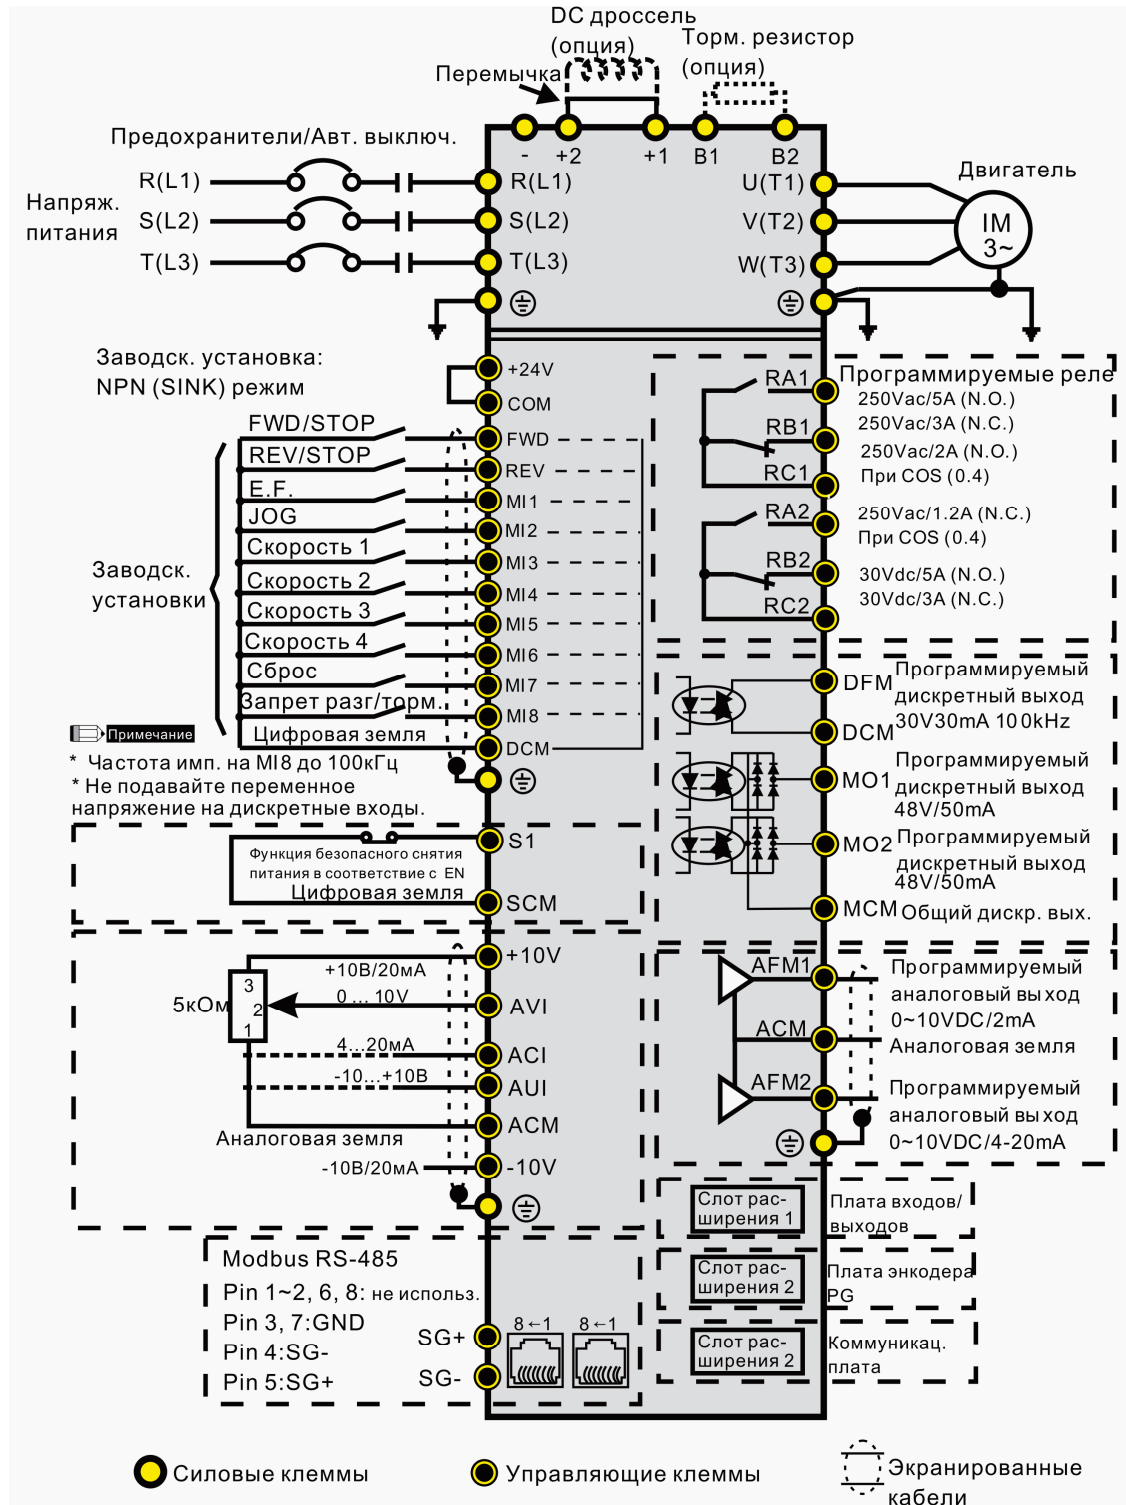 DC дроссель
(опция)
Торм. резистор
(опция)
Перемычка
Предохранители/Авт. выключ.
- +2 +1 B1 B2
Напряж.
питания
R(L1)
S(L2)
T(L3)
R(L1)
S(L2)
T(L3)
U(T1)
V(T2)
W(T3)
Двигатель
IM
3~
Заводск. установка:
NPN (SINK) режим
+24V
COM
FWD/STOP
FWD
REV/STOP
REV
E.F.
MI1
JOG
MI2
Скорость 1
MI3
Скорость 2
MI4
Скорость 3
MI5
Скорость 4
MI6
Сброс
MI7
Запрет разг/торм.
MI8
Цифровая земля
DCM
Заводск.
установки
Примечание
* Частота имп. на MI8 до 100кГц
* Не подавайте переменное
напряжение на дискретные входы.
RA1
RB1
RC1
RA2
RB2
RC2
Программируемые реле
250Vac/5A (N.O.)
250Vac/3A (N.C.)
250Vac/2A (N.O.)
При COS (0.4)
250Vac/1.2A (N.C.)
При COS (0.4)
30Vdc/5A (N.O.)
30Vdc/3A (N.C.)
DFM
Программируемый
дискретный выход
30V30mA 100kHz
DCM
MO1
Программируемый
дискретный выход
48V/50mA
MO2
Программируемый
дискретный выход
48V/50mA
MCM
Общий дискр. вых.
S1
Функция безопасного снятия
питания в соответствие с EN
Цифровая земля
SCM
+10V
+10В/20мА
5кОм
3
2
1
0 ... 10V
AVI
4...20мА
ACI
-10...+10В
AUI
ACM
Аналоговая земля
-10В/20мА
-10V
AFM1
Программируемый
аналоговый выход
0~10VDC/2mA
ACM
Аналоговая земля
AFM2
Программируемый
аналоговый выход
0~10VDC/4-20mA
Слот рас-
ширения 1
Плата входов/
выходов
Слот рас-
ширения 2
Плата энкодера
PG
Слот рас-
ширения 2
Коммуникац.
плата
Modbus RS-485
Pin 1~2, 6, 8: не использ.
Pin 3, 7:GND
Pin 4:SG-
Pin 5:SG+
SG+
SG-
8←1
8←1
Силовые клеммы
Управляющие клеммы
Экранированные
кабели